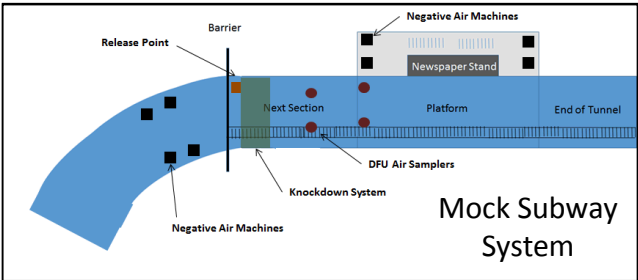 Negative Air Machines
Barrier
Release Point
Newspaper Stand
Next Section
Platform
End of Tunnel
DFU Air Samplers
Knockdown System
Negative Air Machines
Mock Subway
System